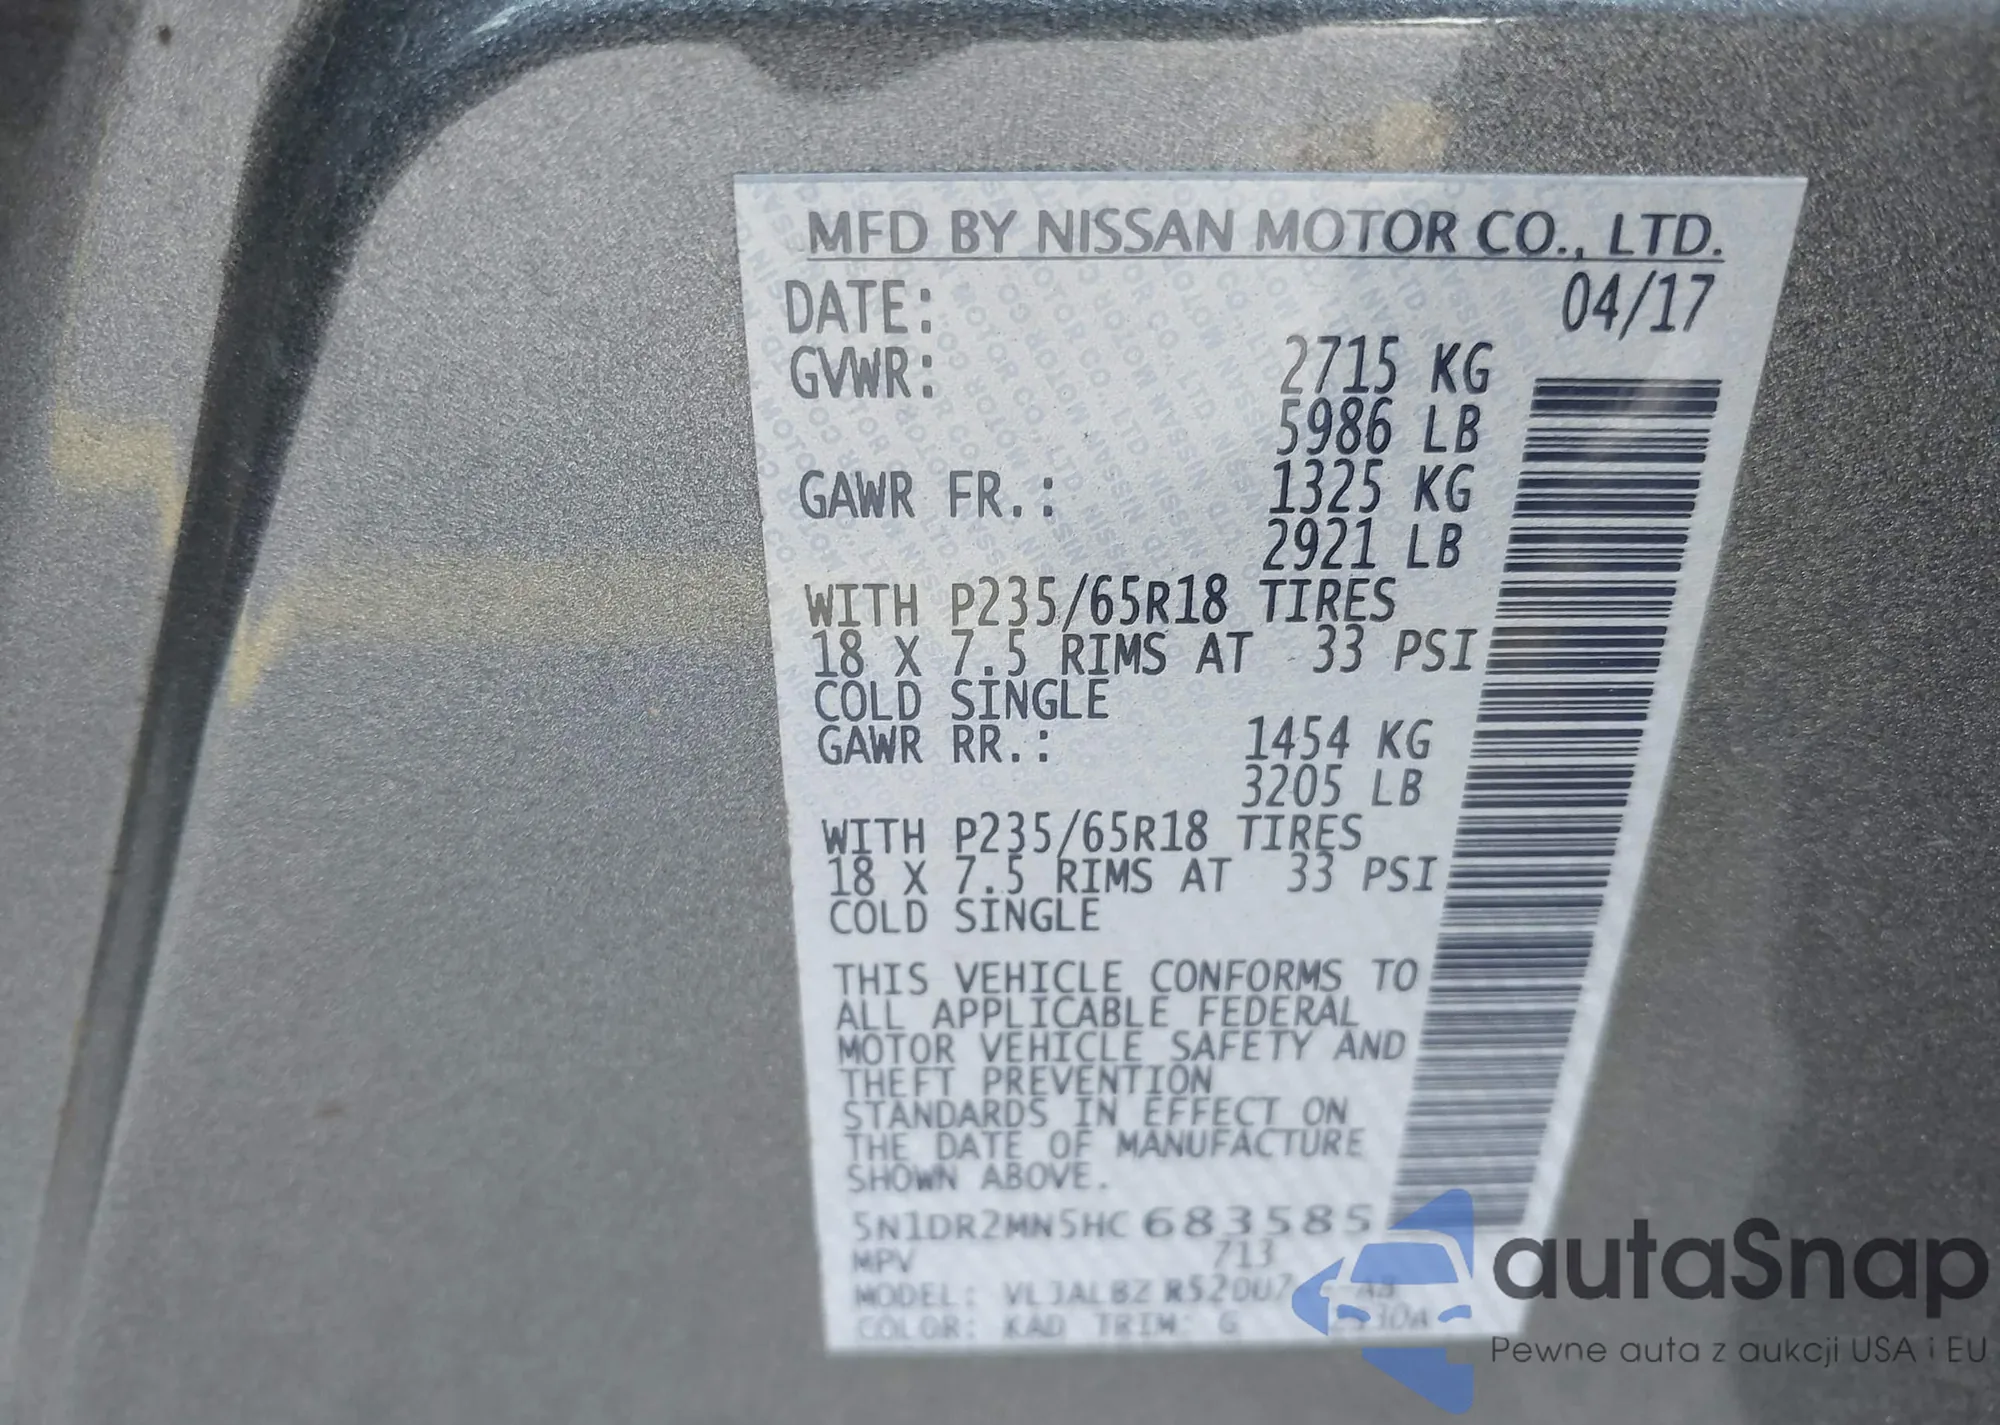 MFD BY NISSAN MOTOR CO., LTD.
DATE: 04/17
GVWR: 2715 KG
5986 LB
GAWR FR.: 1325 KG
2921 LB
WITH P235/65R18 TIRES
18 X 7.5 RIMS AT 33 PSI
COLD SINGLE
GAWR RR.: 1454 KG
3205 LB
WITH P235/65R18 TIRES
18 X 7.5 RIMS AT 33 PSI
COLD SINGLE
THIS VEHICLE CONFORMS TO
ALL APPLICABLE FEDERAL
MOTOR VEHICLE SAFETY AND
THEFT PREVENTION
STANDARDS IN EFFECT ON
THE DATE OF MANUFACTURE
SHOWN ABOVE.
5N1DR2MN5HC683585
MPV 713
MODEL:
COLOR: KAD TRIM: G
autaSnap
Pewne auta z aukcji USA i EU